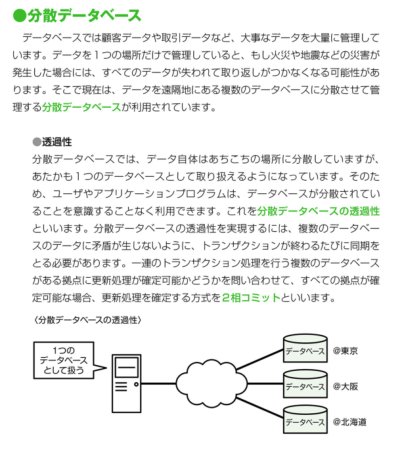 ●分散データベース
データベースでは顧客データや取引データなど、大事なデータを大量に管理して
います。データを１つの場所だけで管理していると、もし火災や地震などの災害が
発生した場合には、すべてのデータが失われて取り返しがつかなくなる可能性があ
ります。そこで現在は、データを遠隔地にある複数のデータベースに分散させて管
理する分散データベースが利用されています。
●透過性
分散データベースでは、データ自体はあちこちの場所に分散していますが、
あたかも１つのデータベースとして取り扱えるようになっています。そのた
め、ユーザやアプリケーションプログラムは、データベースが分散されてい
ることを意識することなく利用できます。これを分散データベースの透過性
といいます。分散データベースの透過性を実現するには、複数のデータベー
スのデータに矛盾が生じないように、トランザクションが終わるたびに同期を
とる必要があります。一連のトランザクション処理を行う複数のデータベース
がある拠点に更新処理が確定可能かどうかを問い合わせて、すべての拠点が確
定可能な場合、更新処理を確定する方式を２相コミットといいます。
〈分散データベースの透過性〉
１つの
データベース
として扱う
データベース ＠東京
データベース ＠大阪
データベース ＠北海道